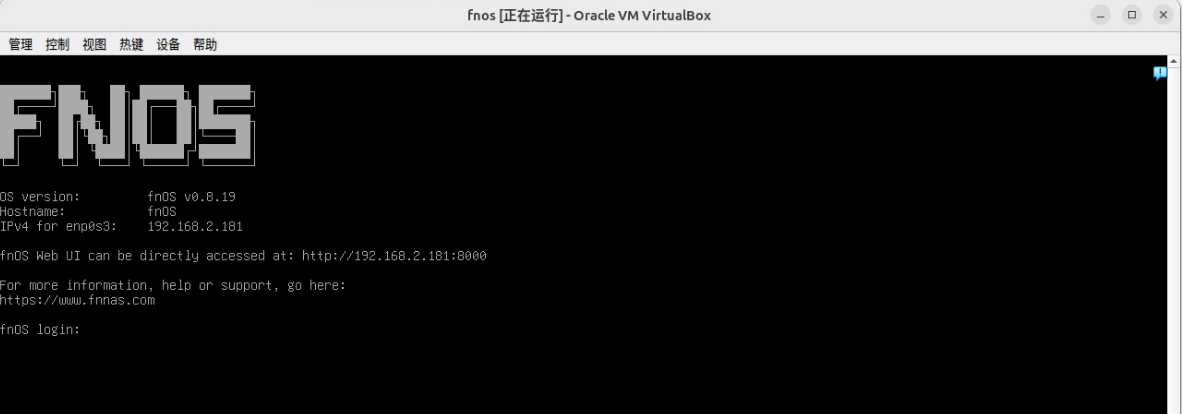 fnos [正在运行] - Oracle VM VirtualBox
管理 控制 视图 热键 设备 帮助
FNOS
OS version: fnOS v0.8.19
Hostname: fnOS
IPv4 for enp0s3: 192.168.2.181
fnOS Web UI can be directly accessed at: http://192.168.2.181:8000
For more information, help or support, go here:
https://www.fnnas.com
fnOS login: